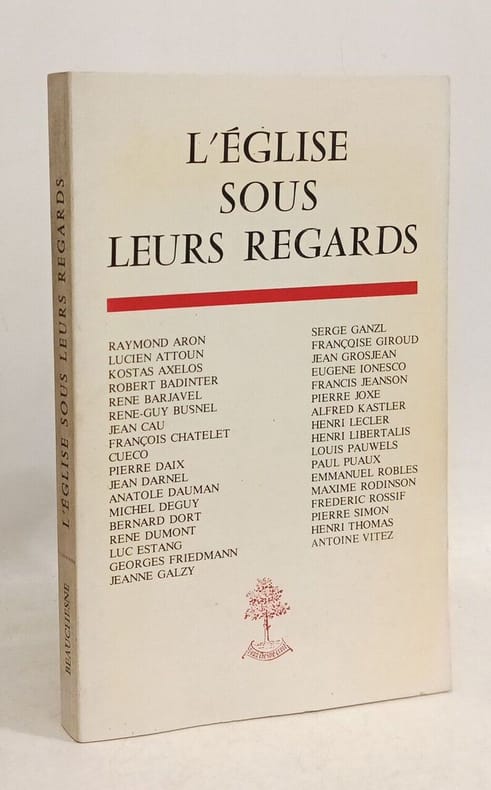 L'ÉGLISE
SOUS
LEURS REGARDS
RAYMOND ARON
LUCIEN ATTOUN
KOSTAS AXELOS
ROBERT BADINTER
RENE BARJAVEL
RENE-GUY BUSNEL
JEAN CAU
FRANÇOIS CHATELET
CUECO
PIERRE DAIX
JEAN DARNEL
ANATOLE DAUMAN
MICHEL DEGUY
BERNARD DORT
RENE DUMONT
LUC ESTANG
GEORGES FRIEDMANN
JEANNE GALZY
SERGE GANZL
FRANÇOISE GIROUD
JEAN GROSJEAN
EUGENE IONESCO
FRANCIS JEANSON
PIERRE JOXE
ALFRED KASTLER
HENRI LECLER
HENRI LIBERTALIS
LOUIS PAUWELS
PAUL PUAUX
EMMANUEL ROBLES
MAXIME RODINSON
FREDERIC ROSSIF
PIERRE SIMON
HENRI THOMAS
ANTOINE VITEZ
L'ÉGLISE SOUS LEURS REGARDS
BEAUCHESNE